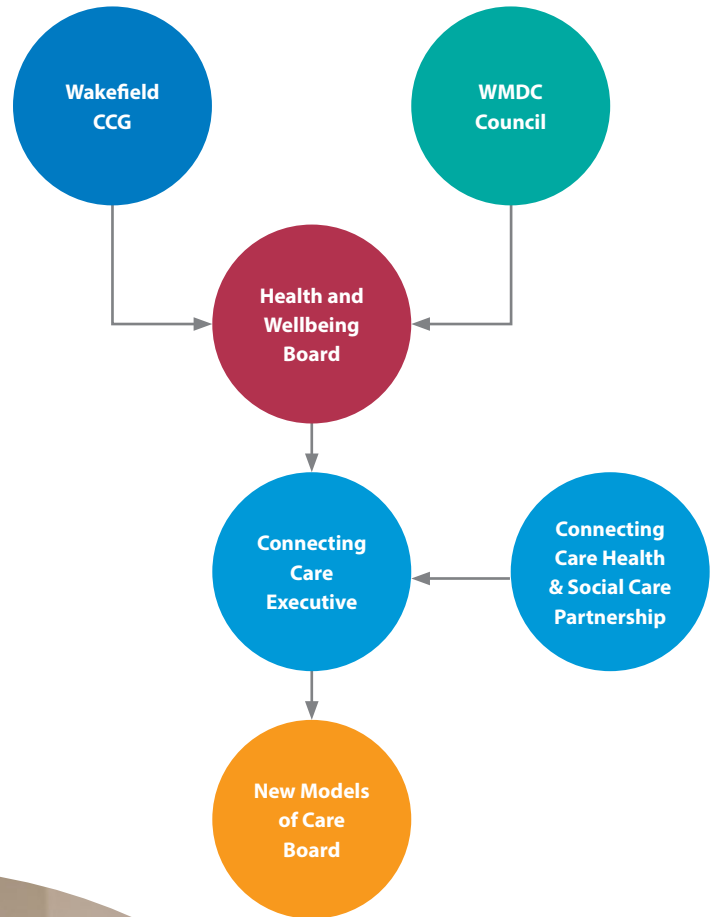 Wakefield
CCG
WMDC
Council
Health and
Wellbeing
Board
Connecting
Care
Executive
Connecting
Care Health
& Social Care
Partnership
New Models
of Care
Board